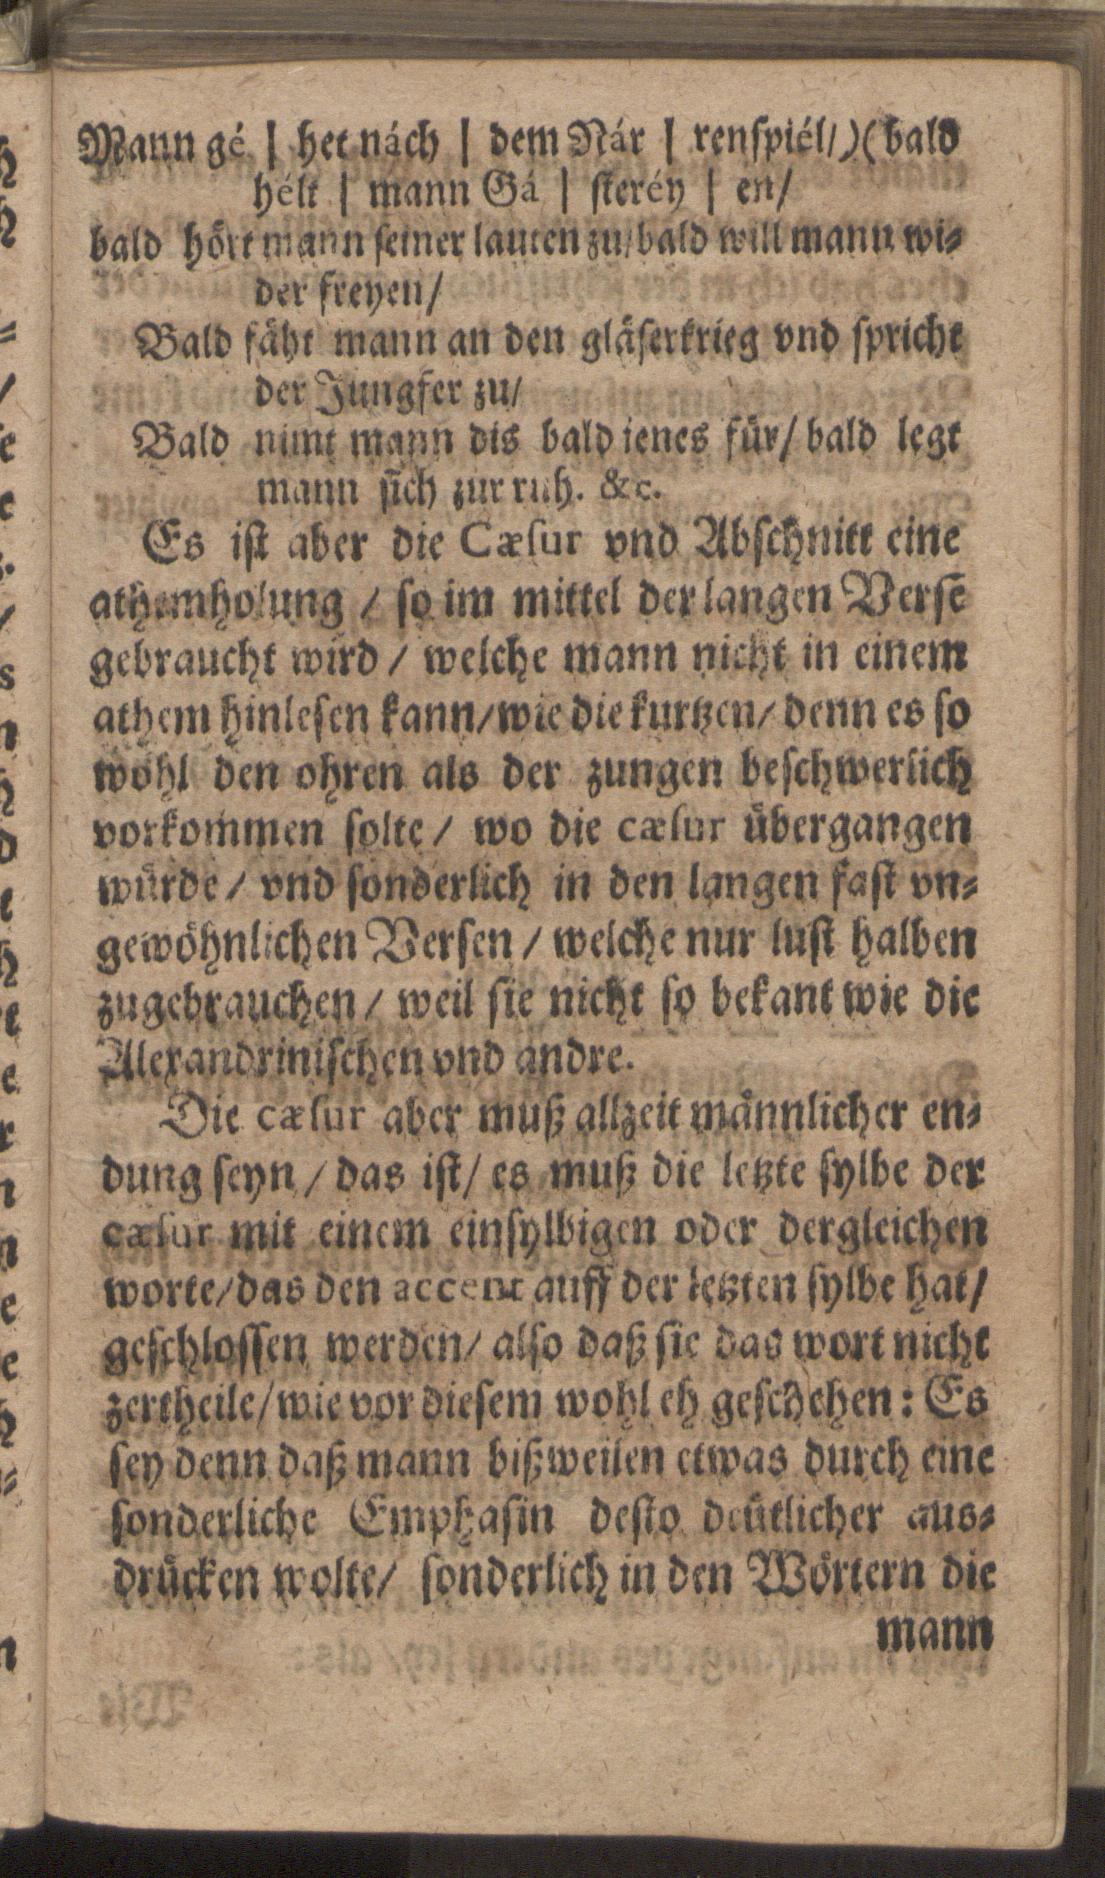 Mann gé | het nách | dem Nár | renspiél/)(bald
hélt | mann Gá | steréy | en/
bald hört mann seiner lauten zu/bald will mann wi-
der freyen/
Bald fäht mann an den gläserkrieg vnd spricht
der Jungfer zu/
Bald nimt mann dis bald ienes für/ bald legt
mann sich zur ruh. &c.
Es ist aber die Cæsur vnd Abschnitt eine
athemholung / so im mittel der langen Verse
gebraucht wird / welche mann nicht in einem
athem hinlesen kann/wie die kurtzen/ denn es so
wohl den ohren als der zungen beschwerlich
vorkommen solte / wo die cæsur übergangen
würde / vnd sonderlich in den langen fast vn-
gewöhnlichen Versen / welche nur lust halben
zugebrauchen / weil sie nicht so bekant wie die
Alexandrinischen vnd andre.
Die cæsur aber muß allzeit männlicher en-
dung seyn / das ist/ es muß die letzte sylbe der
cæsur mit einem einsylbigen oder dergleichen
worte/das den accent auff der letzten sylbe hat/
geschlossen werden/ also daß sie das wort nicht
zertheile/wie vor diesem wohl eh geschehen: Es
sey denn daß mann bißweilen etwas durch eine
sonderliche Emphasin desto deütlicher aus-
drücken wolte/ sonderlich in den Wörtern die
mann